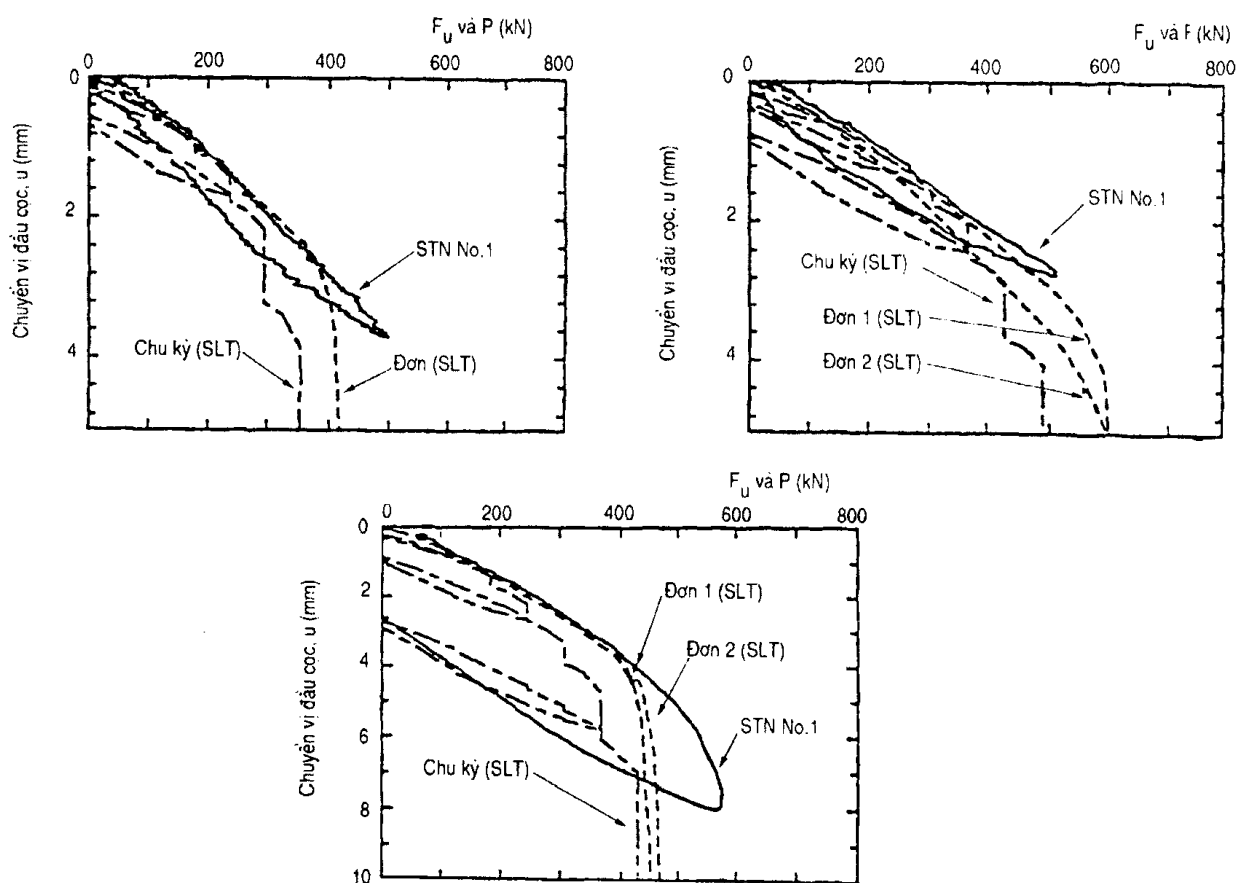 F_u và P (kN)
0 200 400 600 800
0
2
4
Chuyển vị đầu cọc. u (mm)
STN No.1
Chu kỳ (SLT)
Đơn (SLT)
F_u và F
0 200 400 600 800
0
2
4
Chuyển vị đầu cọc. u (mm)
STN No.1
Chu kỳ (SLT)
Đơn 1 (SLT)
Đơn 2 (SLT)
F_u và P (kN)
0 200 400 600 800
0
2
4
6
8
10
Chuyển vị đầu cọc. u (mm)
Đơn 1 (SLT)
Đơn 2 (SLT)
STN No.1
Chu kỳ (SLT)